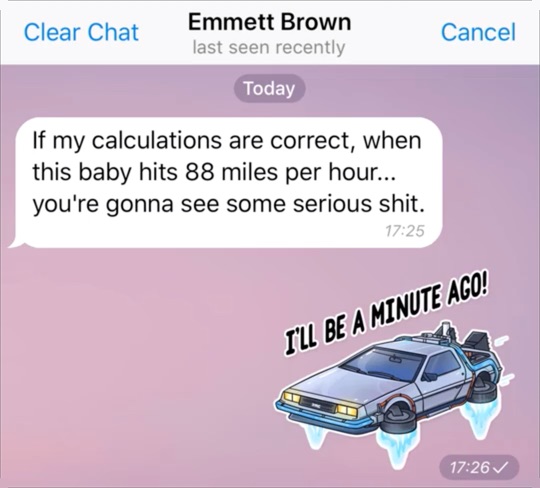 Clear Chat
Emmett Brown
Cancel
last seen recently
Today
If my calculations are correct, when
this baby hits 88 miles per hour...
you're gonna see some serious shit.
17:25
I'LL BE A MINUTE AGO!
17:26